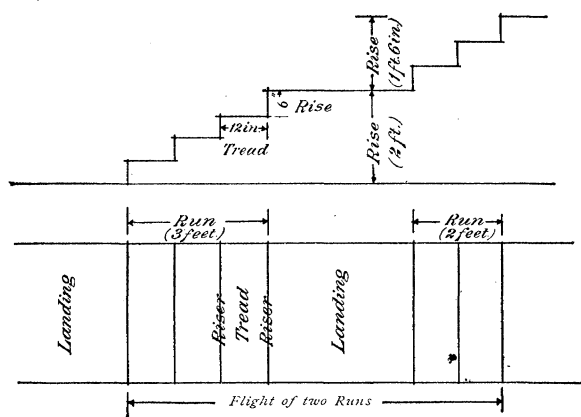 Rise
(1ft.6in.)
6"
Rise
12in
Tread
Rise
(2ft.)
Run
(3feet.)
Run
(2feet.)
Landing
Riser
Tread
Riser
Landing
Flight of two Runs